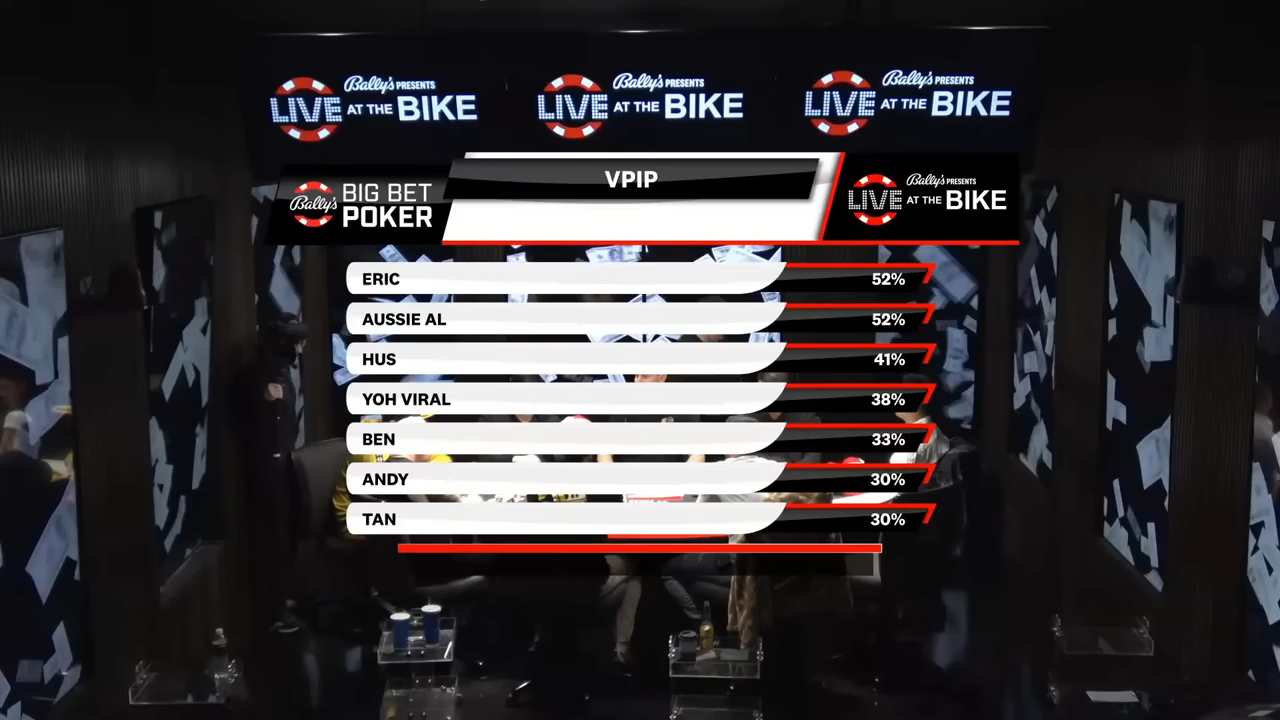 Bally's PRESENTS
LIVE AT THE BIKE
Bally's PRESENTS
LIVE AT THE BIKE
Bally's PRESENTS
LIVE AT THE BIKE
Bally's
BIG BET
POKER
VPIP
Bally's PRESENTS
LIVE AT THE BIKE
ERIC 52%
AUSSIE AL 52%
HUS 41%
YOH VIRAL 38%
BEN 33%
ANDY 30%
TAN 30%